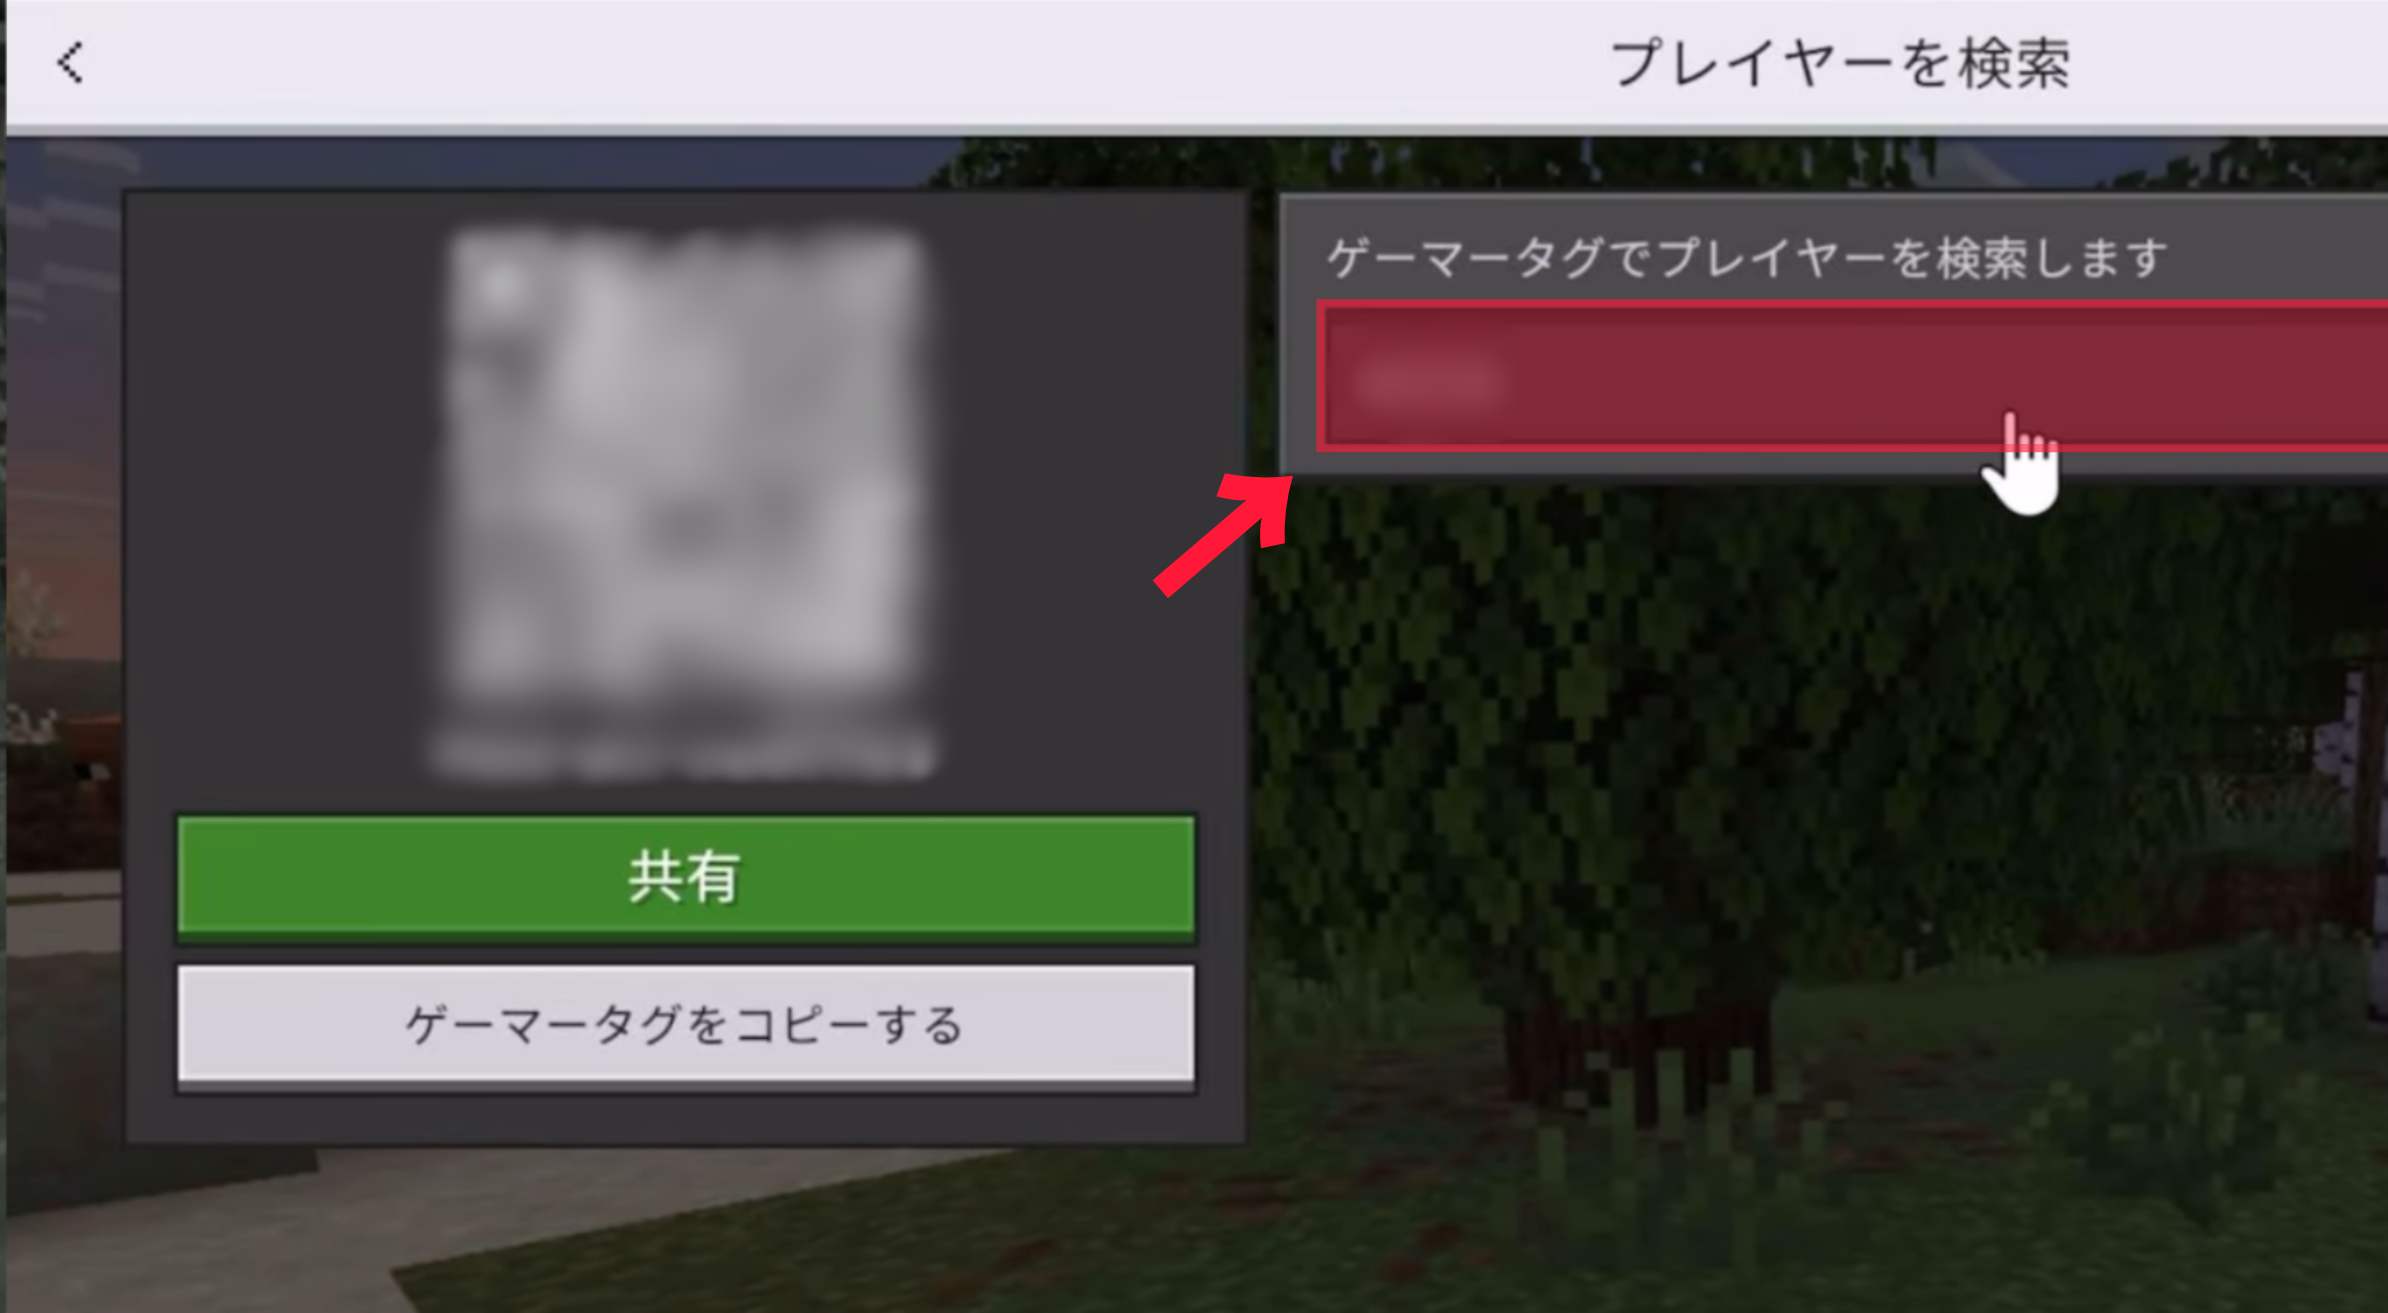 プレイヤーを検索
ゲーマータグでプレイヤーを検索します
共有
ゲーマータグをコピーする